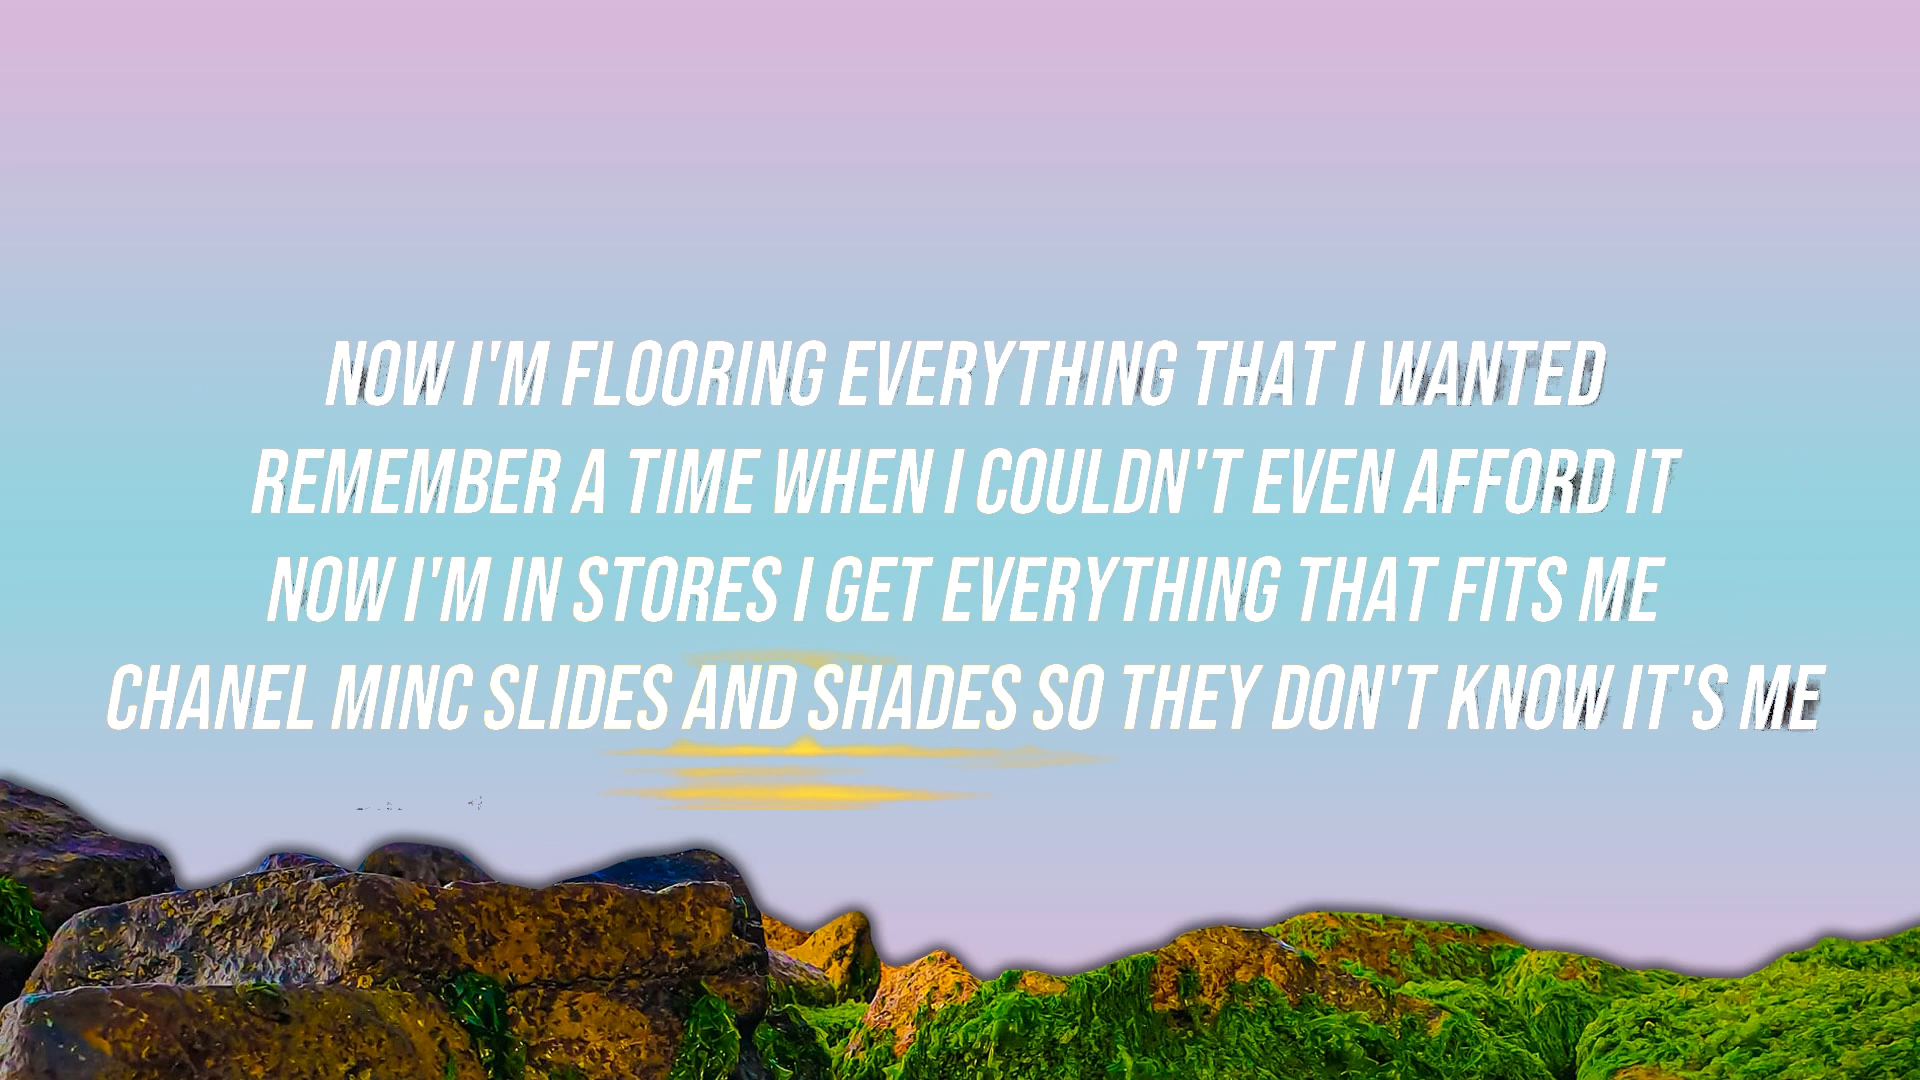 NOW I'M FLOORING EVERYTHING THAT I WANTED
REMEMBER A TIME WHEN I COULDN'T EVEN AFFORD IT
NOW I'M IN STORES I GET EVERYTHING THAT FITS ME
CHANEL MINC SLIDES AND SHADES SO THEY DON'T KNOW IT'S ME